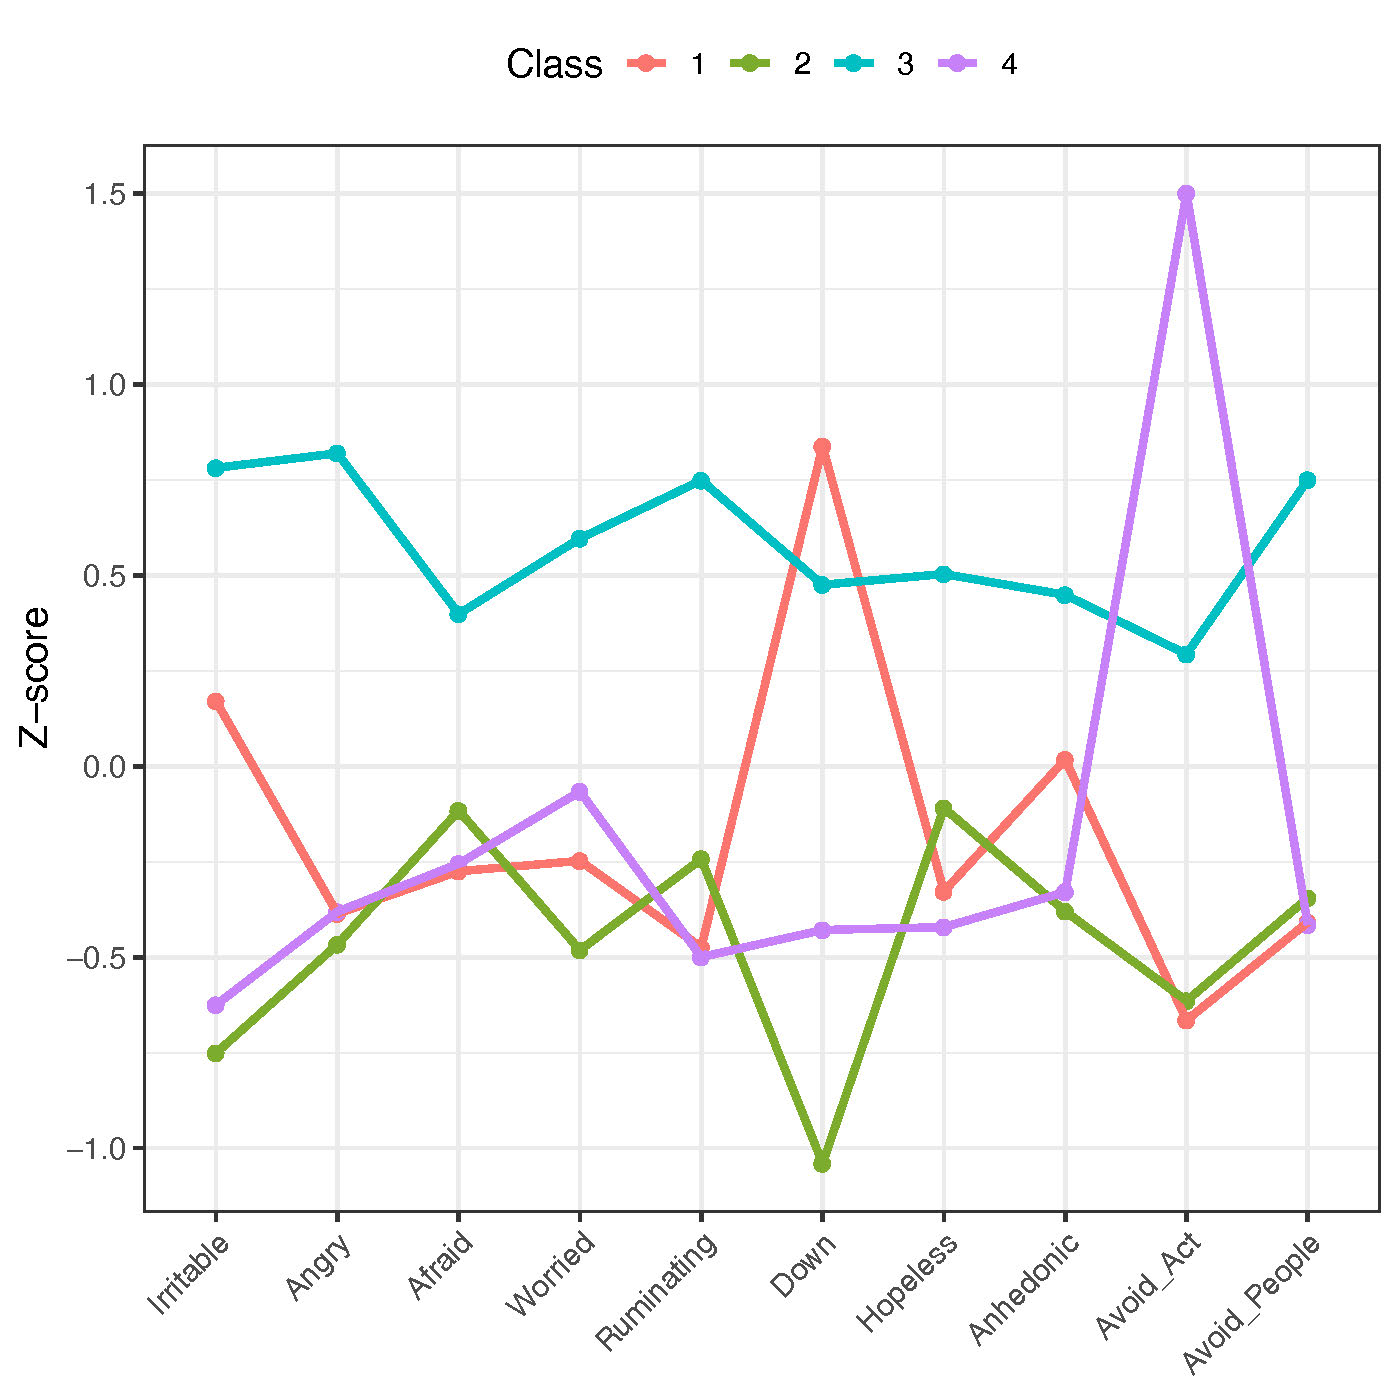 Class 1 2 3 4
Z−score
1.5
1.0
0.5
0.0
−0.5
−1.0
Irritable
Angry
Afraid
Worried
Ruminating
Down
Hopeless
Anhedonic
Avoid_Act
Avoid_People